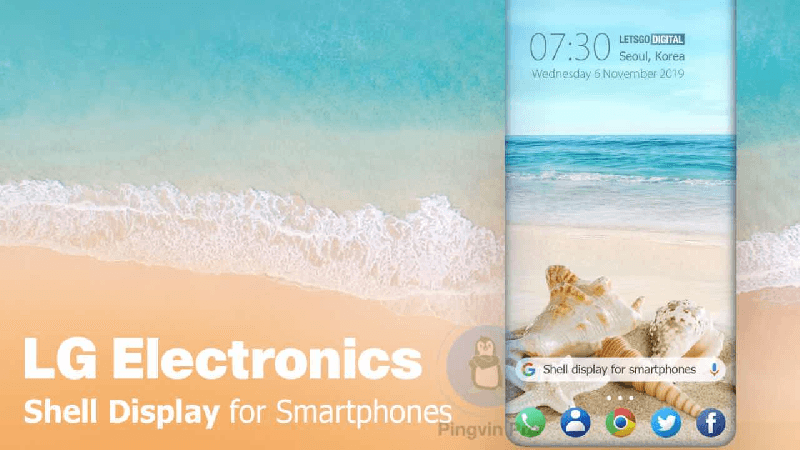 LG Electronics
Shell Display for Smartphones
07:30
LETSGO DIGITAL
Seoul, Korea
Wednesday 6 November 2019
Shell display for smartphones
Pingvin